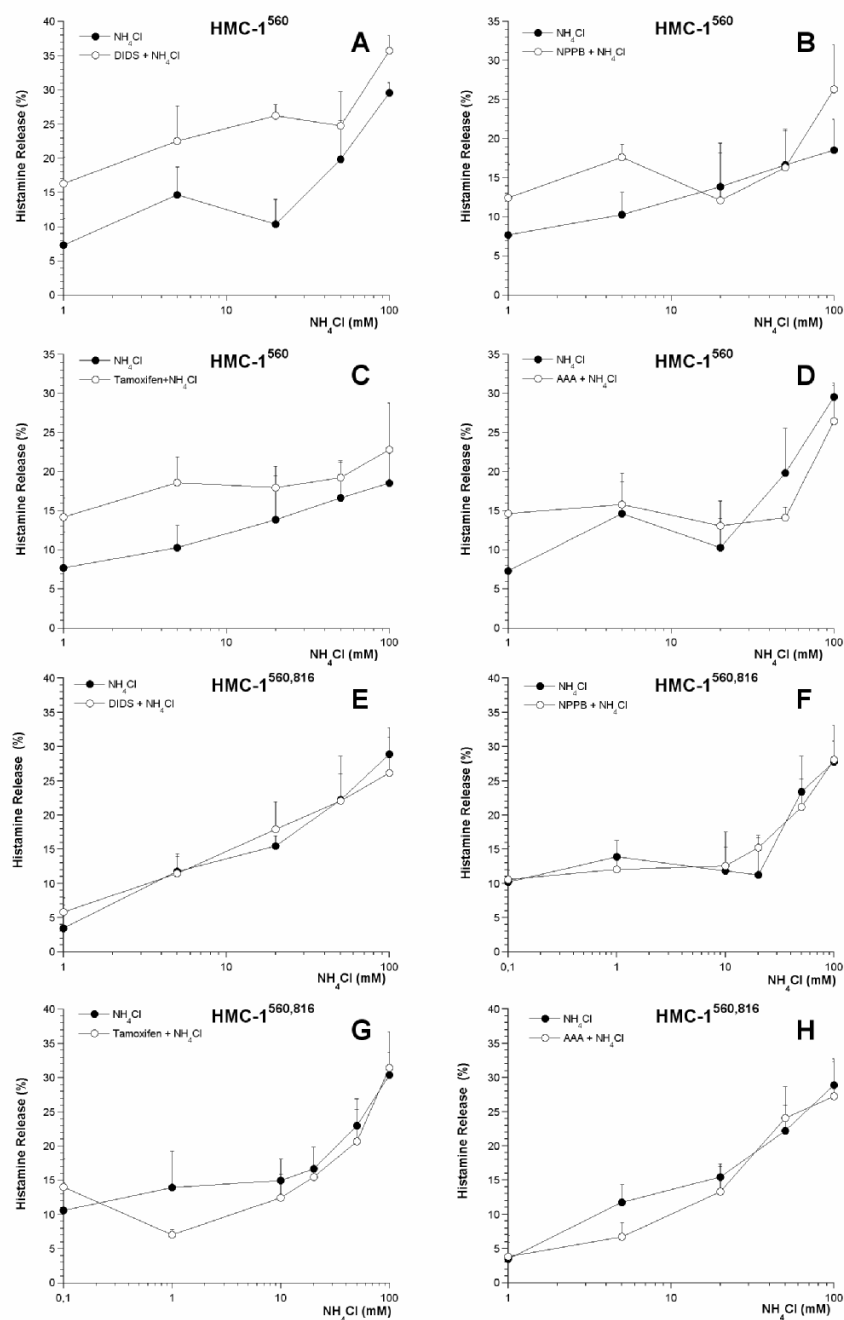 HMC-1⁵⁶⁰
A
NH₄Cl
DIDS + NH₄Cl
Histamine Release (%)
40
35
30
25
20
15
10
5
0
1
10
100
NH₄Cl (mM)
HMC-1⁵⁶⁰
B
NH₄Cl
NPPB + NH₄Cl
Histamine Release (%)
35
30
25
20
15
10
5
0
1
10
100
NH₄Cl (mM)
HMC-1⁵⁶⁰
C
NH₄Cl
Tamoxifen+NH₄Cl
Histamine Release (%)
35
30
25
20
15
10
5
0
1
10
100
NH₄Cl (mM)
HMC-1⁵⁶⁰
D
NH₄Cl
AAA + NH₄Cl
Histamine Release (%)
35
30
25
20
15
10
5
0
1
10
100
NH₄Cl (mM)
HMC-1⁵⁶⁰,⁸¹⁶
E
NH₄Cl
DIDS + NH₄Cl
Histamine Release (%)
40
35
30
25
20
15
10
5
0
1
10
100
NH₄Cl (mM)
HMC-1⁵⁶⁰,⁸¹⁶
F
NH₄Cl
NPPB + NH₄Cl
Histamine Release (%)
40
35
30
25
20
15
10
5
0
0,1
1
10
100
NH₄Cl (mM)
HMC-1⁵⁶⁰,⁸¹⁶
G
NH₄Cl
Tamoxifen + NH₄Cl
Histamine Release (%)
40
35
30
25
20
15
10
5
0
0,1
1
10
100
NH₄Cl (mM)
HMC-1⁵⁶⁰,⁸¹⁶
H
NH₄Cl
AAA + NH₄Cl
Histamine Release (%)
40
35
30
25
20
15
10
5
0
1
10
100
NH₄Cl (mM)